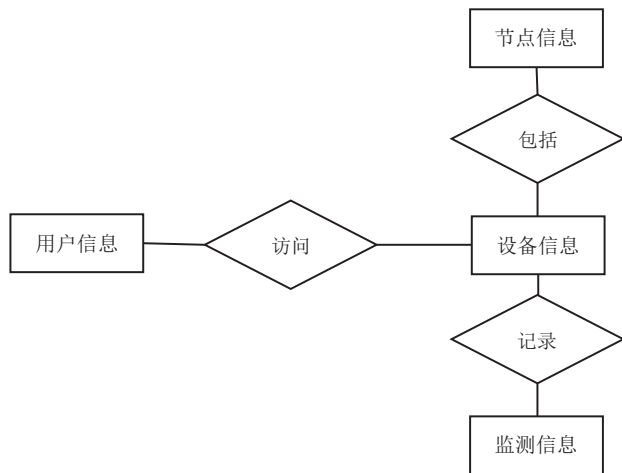 节点信息
包括
用户信息
访问
设备信息
记录
监测信息